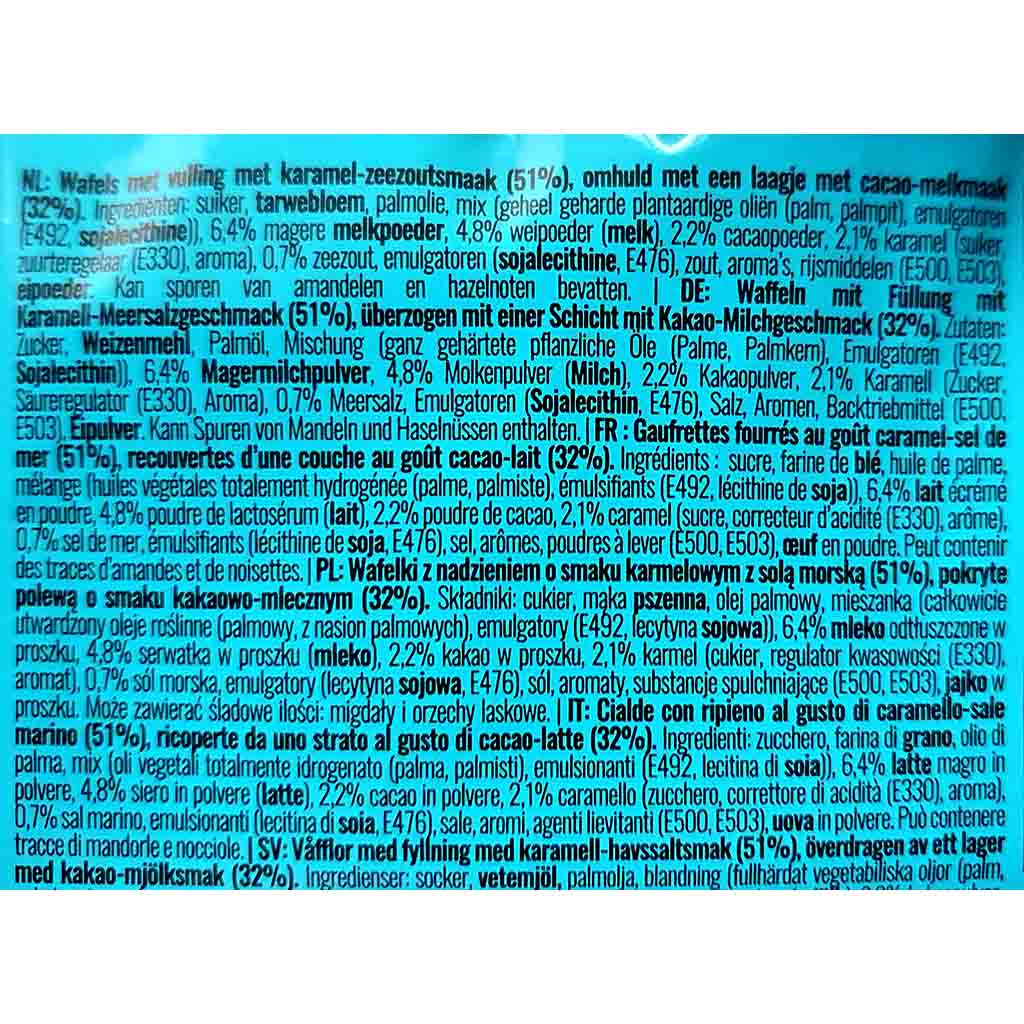 NL: Wafels met vulling met karamel-zeezoutsmaak (51%), omhuld met een laagje met cacao-melkmaak
(32%). Ingrediënten: suiker, tarwebloem, palmolie, mix (geheel geharde plantaardige oliën (palm, palmpit), emulgatoren
(E492, sojalecithine)), 6,4% magere melkpoeder, 4,8% weipoeder (melk), 2,2% cacaopoeder, 2,1% karamel (suiker,
zuurteregelaar (E330), aroma), 0,7% zeezout, emulgatoren (sojalecithine, E476), zout, aroma's, rijsmiddelen (E500, E503),
eipoeder. Kan sporen van amandelen en hazelnoten bevatten. | DE: Waffeln mit Füllung mit
Karamell-Meersalzgeschmack (51%), überzogen mit einer Schicht mit Kakao-Milchgeschmack (32%). Zutaten:
Zucker, Weizenmehl, Palmöl, Mischung (ganz gehärtete pflanzliche Öle (Palme, Palmkern), Emulgatoren (E492,
Sojalecithin)), 6,4% Magermilchpulver, 4,8% Molkenpulver (Milch), 2,2% Kakaopulver, 2,1% Karamell (Zucker,
Säureregulator (E330), Aroma), 0,7% Meersalz, Emulgatoren (Sojalecithin, E476), Salz, Aromen, Backtriebmittel (E500,
E503), Eipulver. Kann Spuren von Mandeln und Haselnüssen enthalten. | FR : Gaufrettes fourrés au goût caramel-sel de
mer (51%), recouvertes d'une couche au goût cacao-lait (32%). Ingrédients : sucre, farine de blé, huile de palme,
mélange (huiles végétales totalement hydrogénée (palme, palmiste), émulsifiants (E492, lécithine de soja)), 6,4% lait écrémé
en poudre, 4,8% poudre de lactosérum (lait), 2,2% poudre de cacao, 2,1% caramel (sucre, correcteur d'acidité (E330), arôme),
0,7% sel de mer, émulsifiants (lécithine de soja, E476), sel, arômes, poudres à lever (E500, E503), œuf en poudre. Peut contenir
des traces d'amandes et de noisettes. | PL: Wafelki z nadzieniem o smaku karmelowym z solą morską (51%), pokryte
polewą o smaku kakaowo-mlecznym (32%). Składniki: cukier, mąka pszenna, olej palmowy, mieszanka (całkowicie
utwardzony oleje roślinne (palmowy, z nasion palmowych), emulgatory (E492, lecytyna sojowa)), 6,4% mleko odtłuszczone w
proszku, 4,8% serwatka w proszku (mleko), 2,2% kakao w proszku, 2,1% karmel (cukier, regulator kwasowości (E330),
aromat), 0,7% sól morska, emulgatory (lecytyna sojowa, E476), sól, aromaty, substancje spulchniające (E500, E503), jajko w
proszku. Może zawierać śladowe ilości: migdały i orzechy laskowe. | IT: Cialde con ripieno al gusto di caramello-sale
marino (51%), ricoperte da uno strato al gusto di cacao-latte (32%). Ingredienti: zucchero, farina di grano, olio di
palma, mix (oli vegetali totalmente idrogenato (palma, palmisti), emulsionanti (E492, lecitina di soia)), 6,4% latte magro in
polvere, 4,8% siero in polvere (latte), 2,2% cacao in polvere, 2,1% caramello (zucchero, correttore di acidità (E330), aroma),
0,7% sal marino, emulsionanti (lecitina di soia, E476), sale, aromi, agenti lievitanti (E500, E503), uova in polvere. Può contenere
tracce di mandorle e nocciole. | SV: Våfflor med fyllning med karamell-havssaltsmak (51%), överdragen av ett lager
med kakao-mjölksmak (32%). Ingredienser: socker, vetemjöl, palmolja, blandning (fullhärdat vegetabiliska oljor (palm,